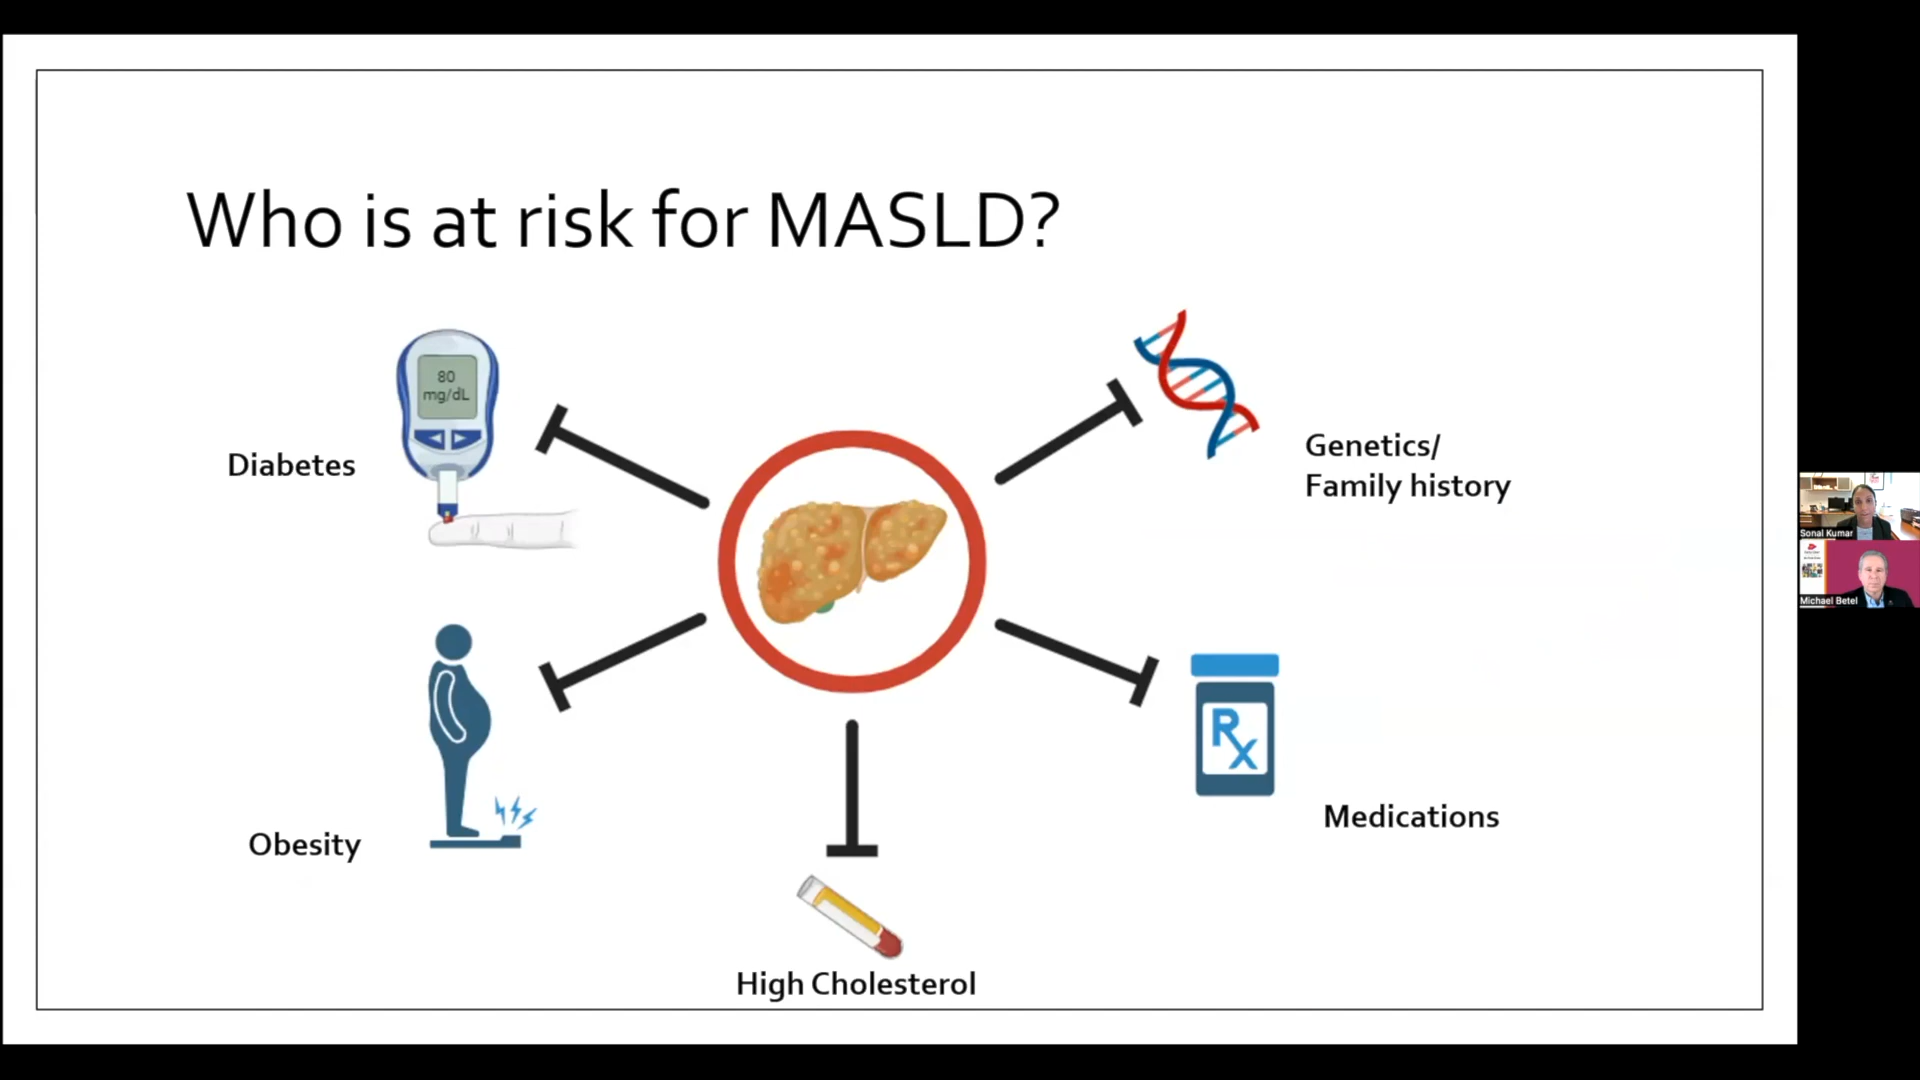 Who is at risk for MASLD?
80
mg/dL
Diabetes
Genetics/
Family history
Sonal Kumar
Michael Betel
Rx
Obesity
Medications
High Cholesterol